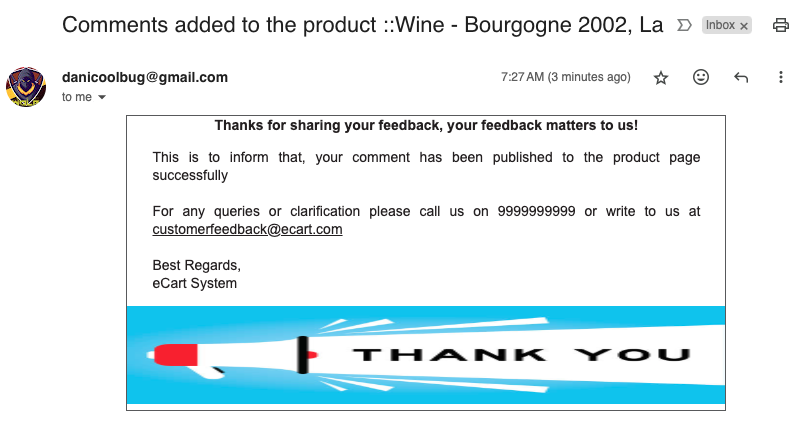 Comments added to the product ::Wine - Bourgogne 2002, La
Inbox ×
danicoolbug@gmail.com
7:27 AM (3 minutes ago)
to me
Thanks for sharing your feedback, your feedback matters to us!
This is to inform that, your comment has been published to the product page
successfully
For any queries or clarification please call us on 9999999999 or write to us at
customerfeedback@ecart.com
Best Regards,
eCart System
THANK YOU